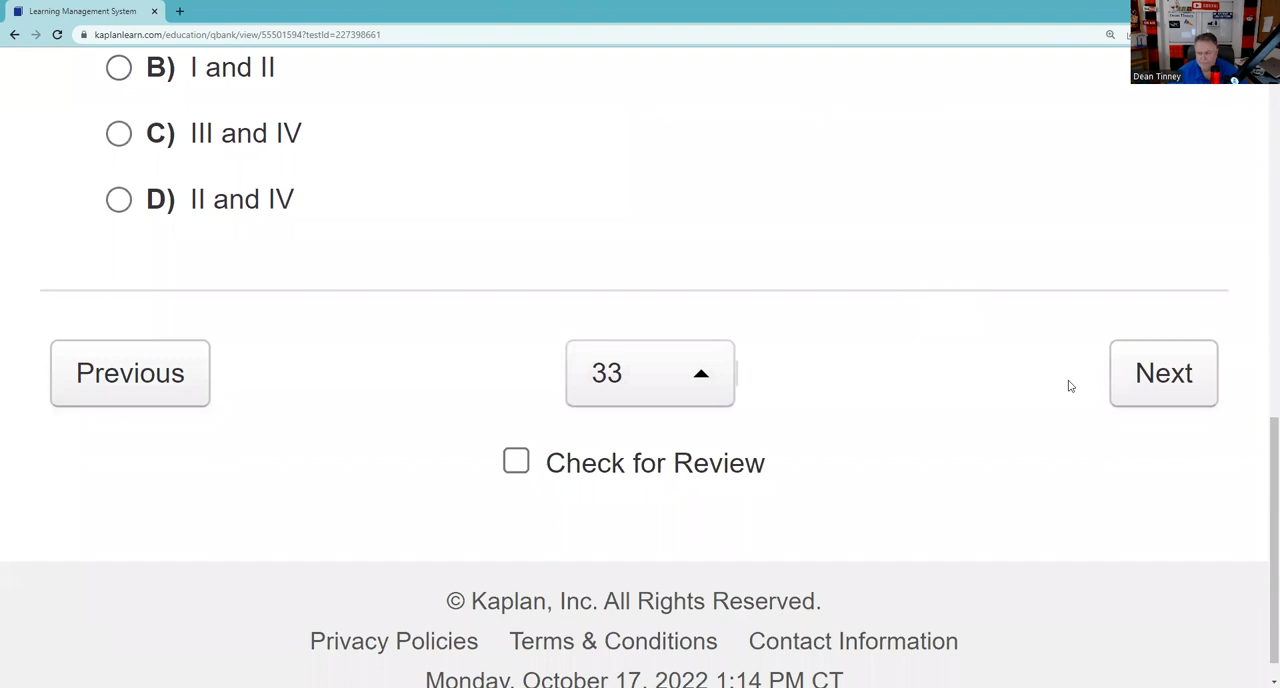 Learning Management System
kaplanlearn.com/education/qbank/view/55501594?testId=227398661
Dean Tinney
B) I and II
C) III and IV
D) II and IV
Previous
33
Next
Check for Review
© Kaplan, Inc. All Rights Reserved.
Privacy Policies Terms & Conditions Contact Information
Monday, October 17, 2022 1:14 PM CT